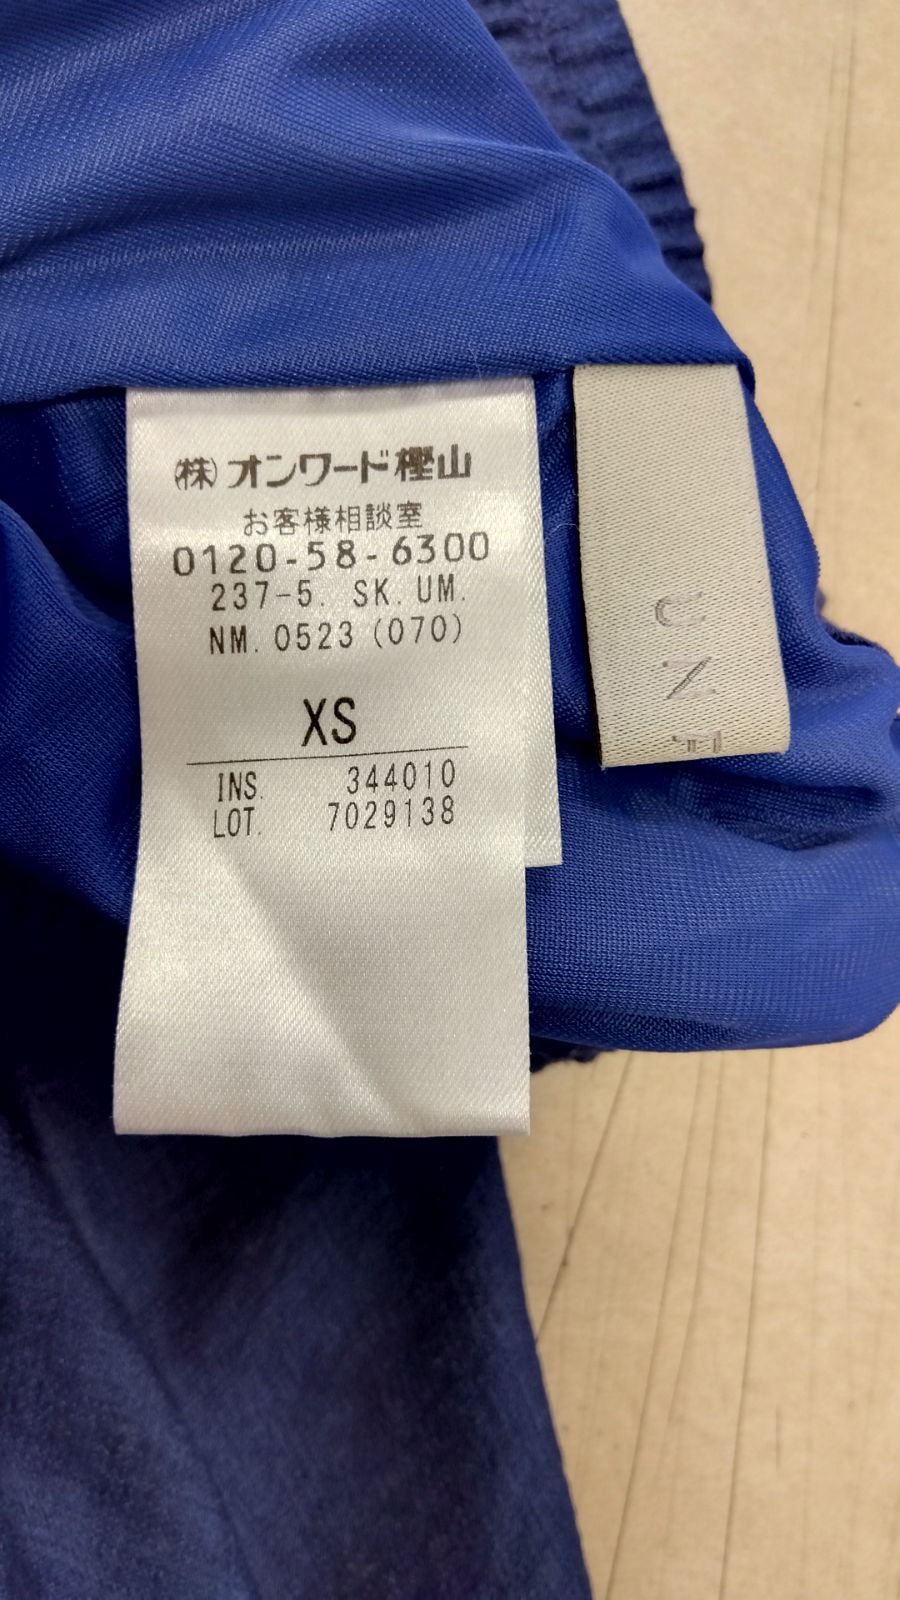 ㈱オンワード樫山
お客様相談室
0120-58-6300
237-5. SK. UM.
NM. 0523 (070)
XS
INS. 344010
LOT. 7029138
UN